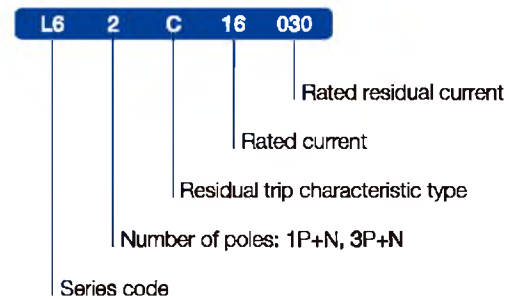 L6 2 C 16 030
Rated residual current
Rated current
Residual trip characteristic type
Number of poles: 1P+N, 3P+N
Series code